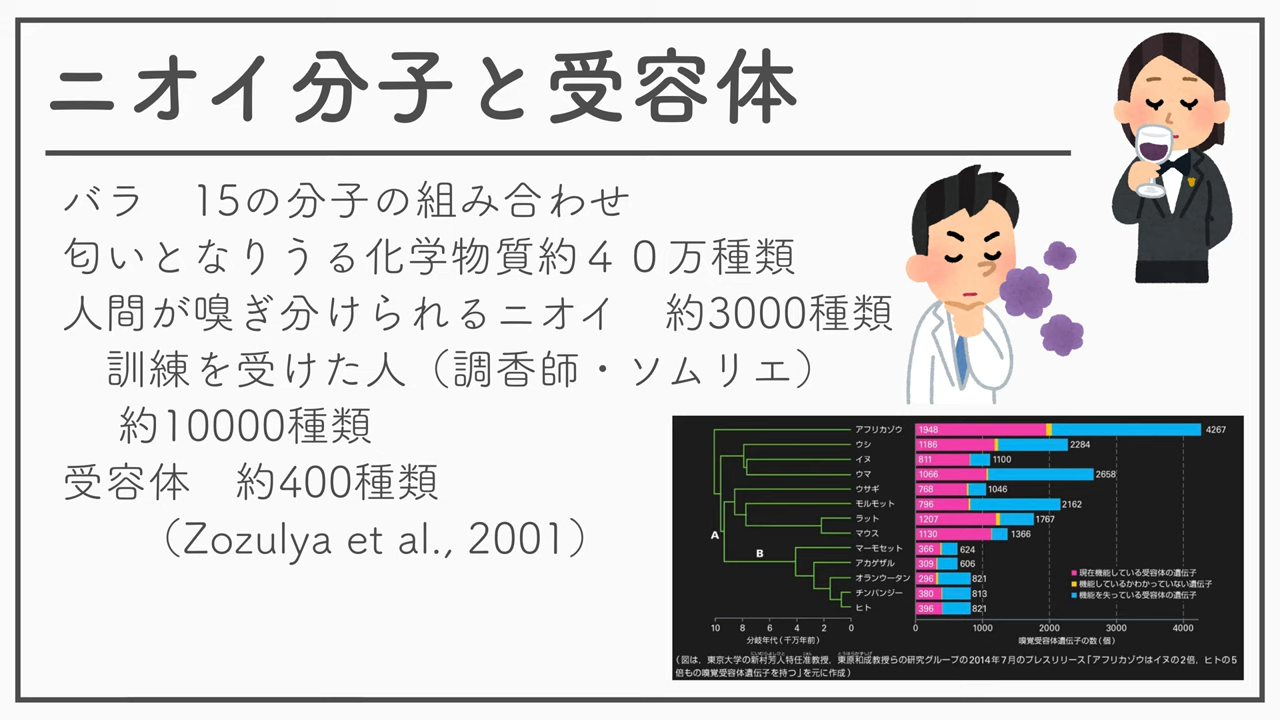 ニオイ分子と受容体
バラ　15の分子の組み合わせ
匂いとなりうる化学物質約４０万種類
人間が嗅ぎ分けられるニオイ　約3000種類
訓練を受けた人（調香師・ソムリエ）
約10000種類
受容体　約400種類
（Zozulya et al., 2001）
アフリカゾウ 1948 4267
ウシ 1186 2284
イヌ 811 1100
ウマ 1066 2658
ウサギ 768 1046
モルモット 796 2162
ラット 1207 1767
マウス 1130 1366
マーモセット 366 624
アカゲザル 309 606
オランウータン 296 821
チンパンジー 380 813
ヒト 396 821
A
B
現在機能している受容体の遺伝子
機能しているかわかっていない遺伝子
機能を失っている受容体の遺伝子
10 8 6 4 2 0
分岐年代（千万年前）
0 1000 2000 3000 4000
嗅覚受容体遺伝子の数（個）
（図は，東京大学の新村芳人特任准教授，東原和成教授らの研究グループの2014年7月のプレスリリース「アフリカゾウはイヌの2倍，ヒトの5
倍もの嗅覚受容体遺伝子を持つ」を元に作成）